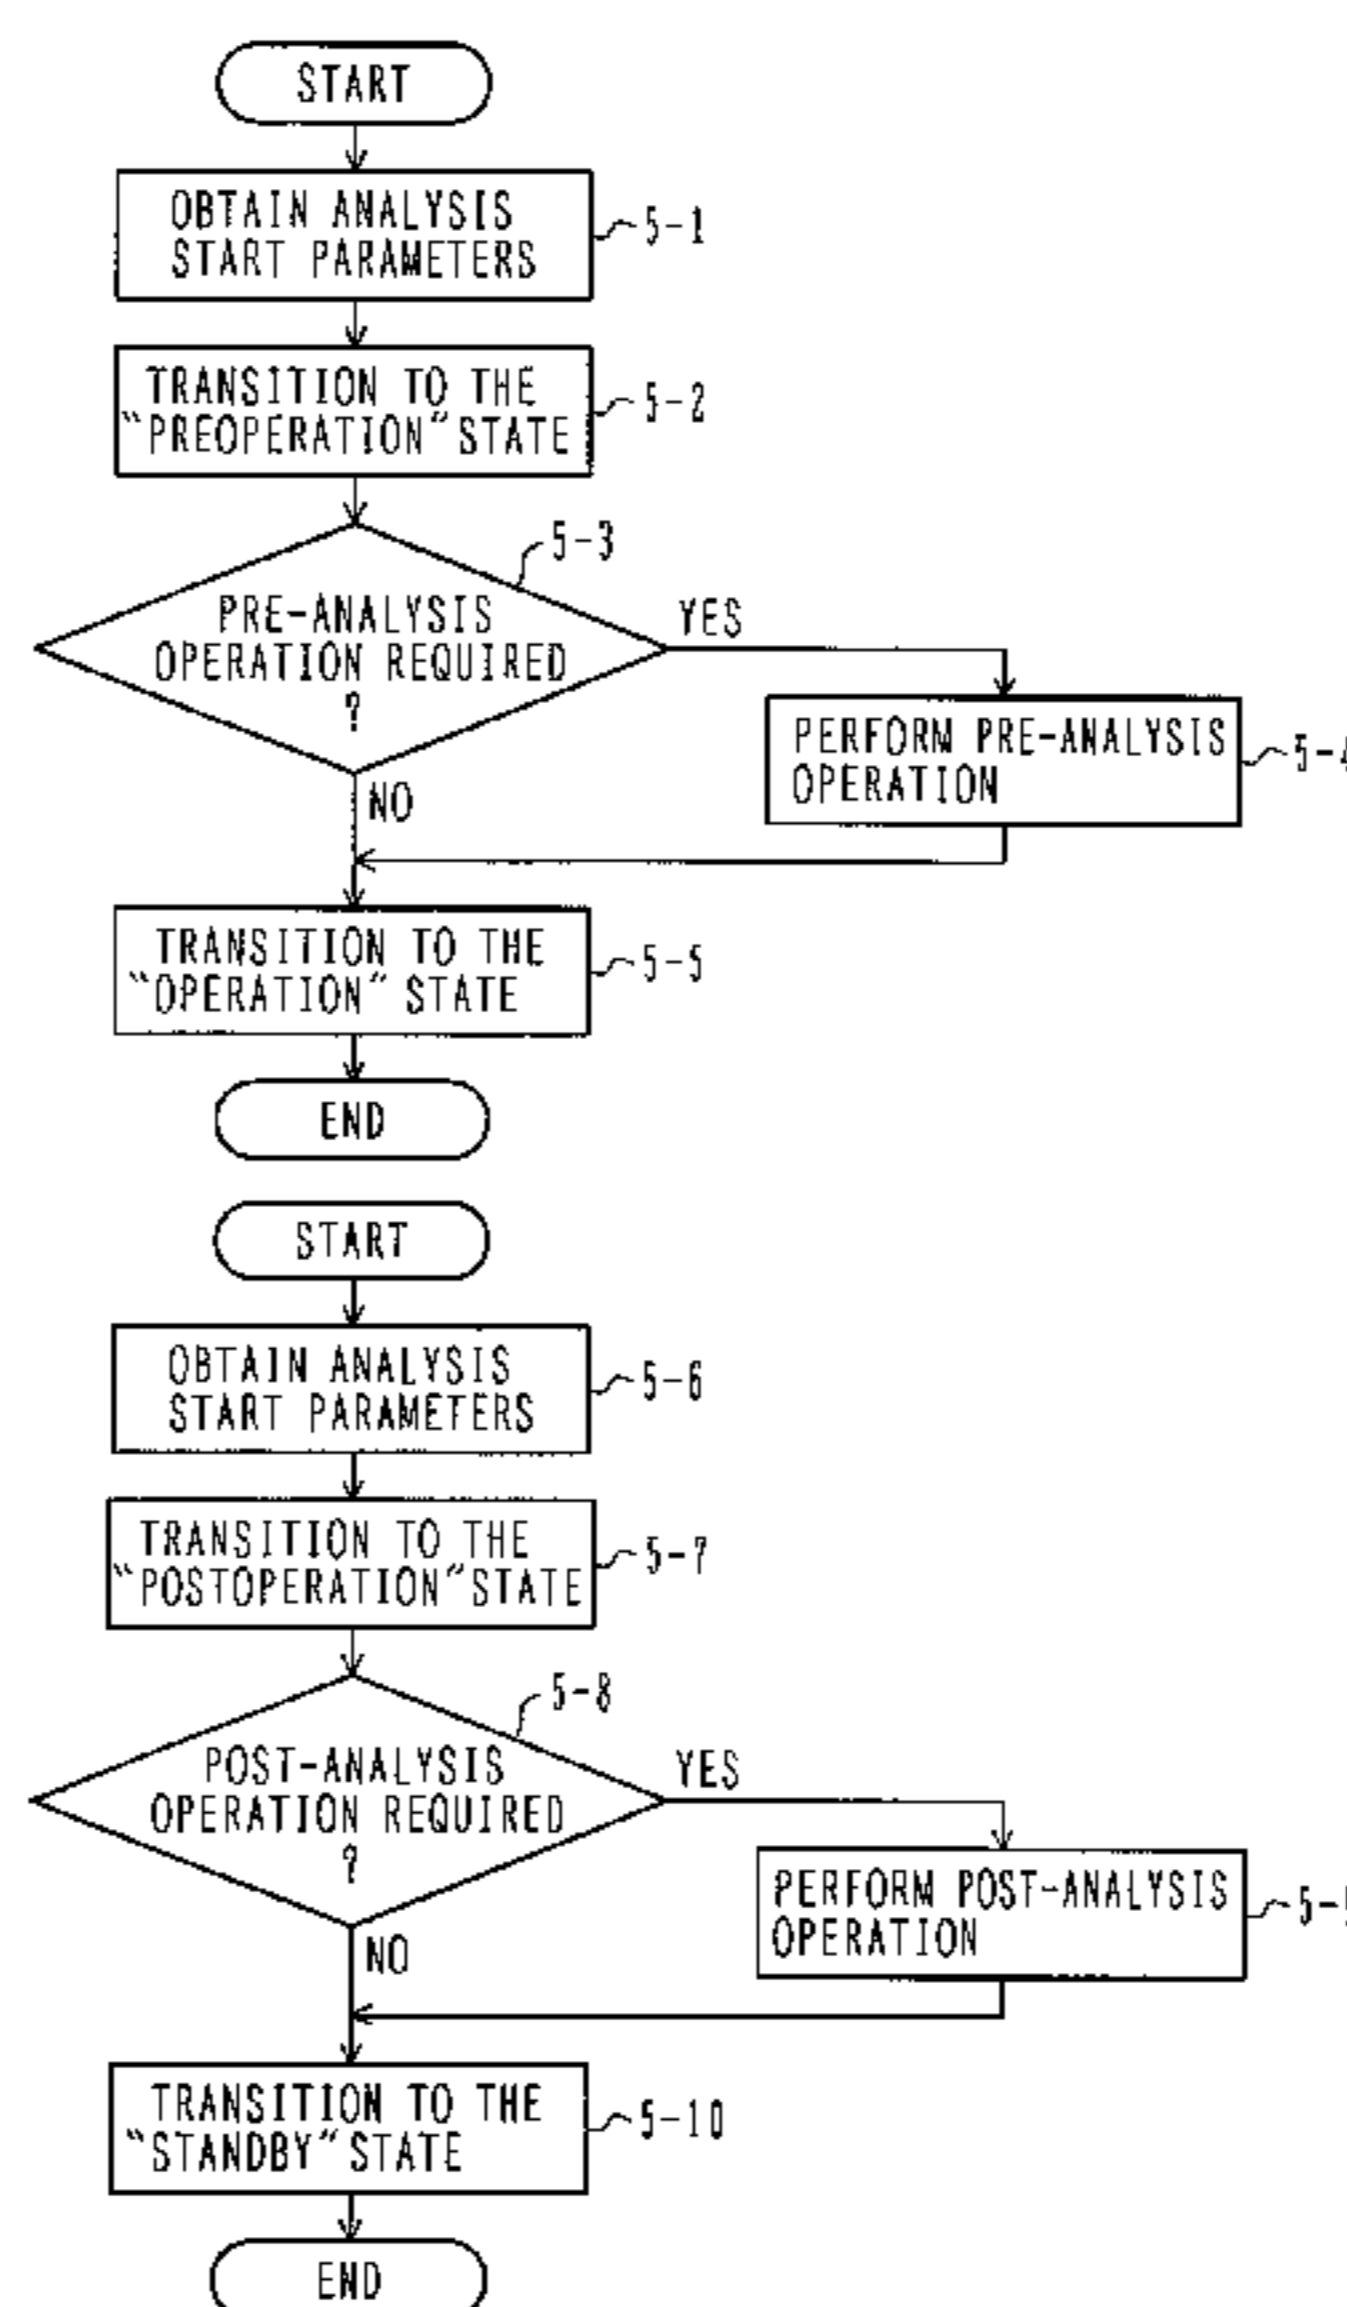 START
OBTAIN ANALYSIS
START PARAMETERS
5-1
TRANSITION TO THE
"PREOPERATION" STATE
5-2
5-3
PRE-ANALYSIS
OPERATION REQUIRED
?
YES
PERFORM PRE-ANALYSIS
OPERATION
5-4
NO
TRANSITION TO THE
"OPERATION" STATE
5-5
END
START
OBTAIN ANALYSIS
START PARAMETERS
5-6
TRANSITION TO THE
"POSTOPERATION" STATE
5-7
5-8
POST-ANALYSIS
OPERATION REQUIRED
?
YES
PERFORM POST-ANALYSIS
OPERATION
NO
TRANSITION TO THE
"STANDBY" STATE
5-10
END